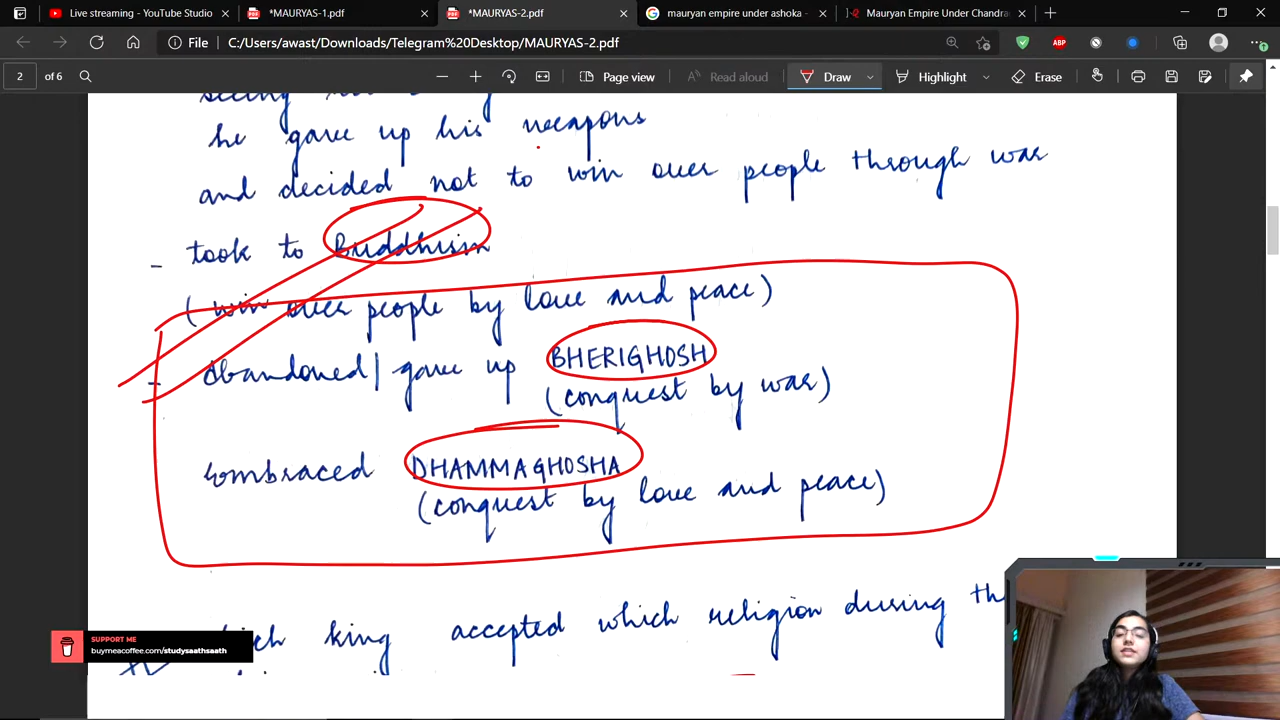 Live streaming - YouTube Studio
*MAURYAS-1.pdf
*MAURYAS-2.pdf
mauryan empire under ashoka -
Mauryan Empire Under Chandra
File
C:/Users/awast/Downloads/Telegram%20Desktop/MAURYAS-2.pdf
2 of 6
Page view
Read aloud
Draw
Highlight
Erase
ABP
seeing
he gave up his weapons
and decided not to win over people through war
- took to Buddhism
(win over people by love and peace)
- abandoned/ gave up BHERIGHOSH
(conquest by war)
embraced DHAMMAGHOSHA
(conquest by love and peace)
king accepted which religion during th
SUPPORT ME
buymeacoffee.com/studysaathsaath